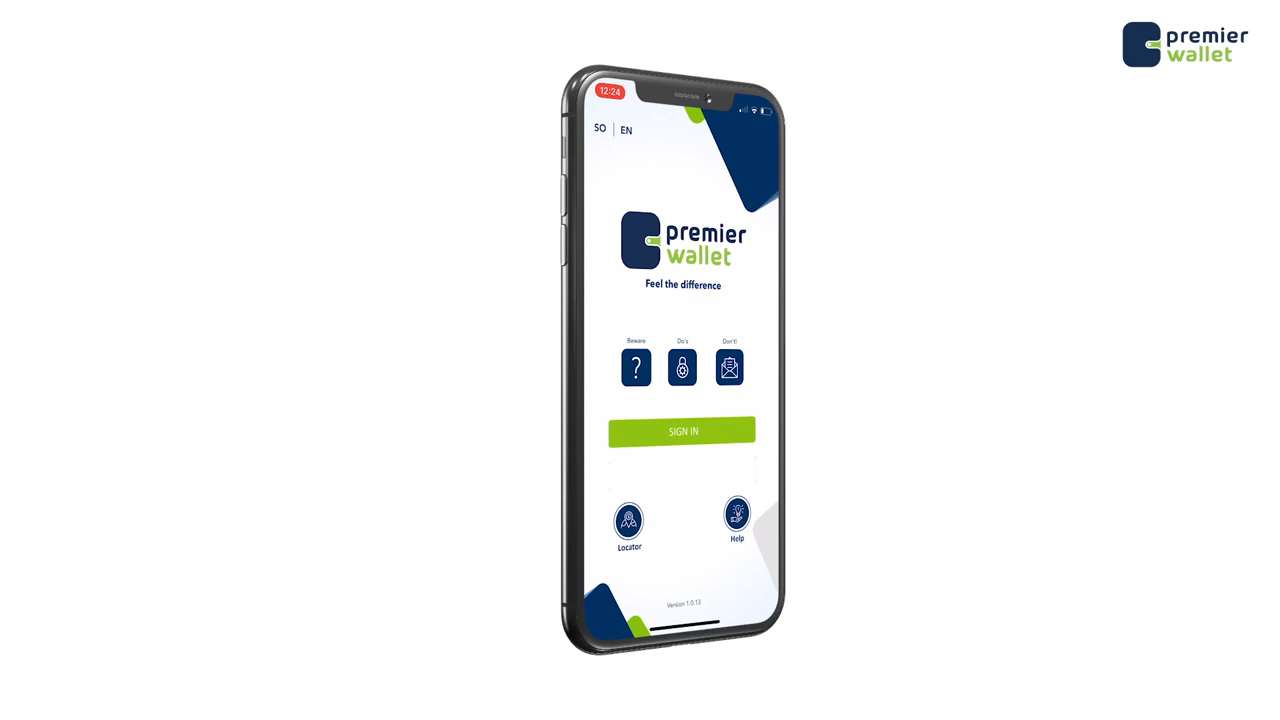 premier
wallet
12:24
SO | EN
premier
wallet
Feel the difference
Beware
Do's
Don't!
SIGN IN
Locator
Help
Version 1.0.13